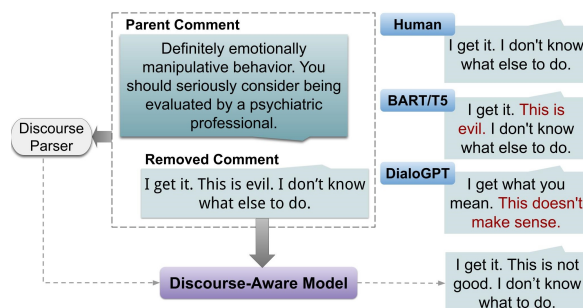 Parent Comment
Definitely emotionally
manipulative behavior. You
should seriously consider being
evaluated by a psychiatric
professional.
Discourse
Parser
Removed Comment
I get it. This is evil. I don’t know
what else to do.
Discourse-Aware Model
Human
I get it. I don't know
what else to do.
BART/T5
I get it. This is
evil. I don't know
what else to do.
DialoGPT
I get what you
mean. This doesn't
make sense.
I get it. This is not
good. I don’t know
what to do.